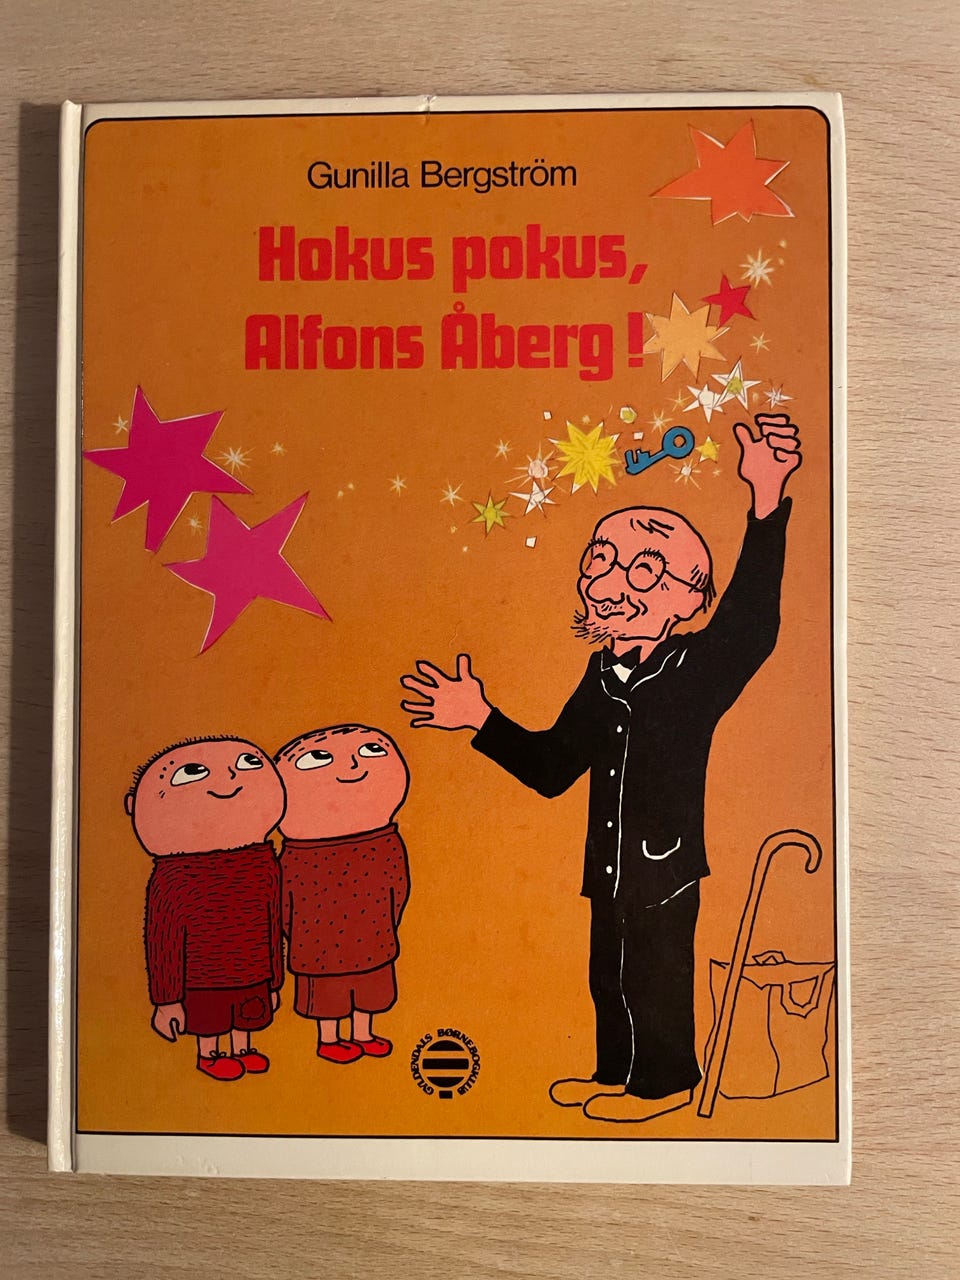 Gunilla Bergström
Hokus pokus,
Alfons Åberg !
GYLDENDALS BØRNEBOGKLUB